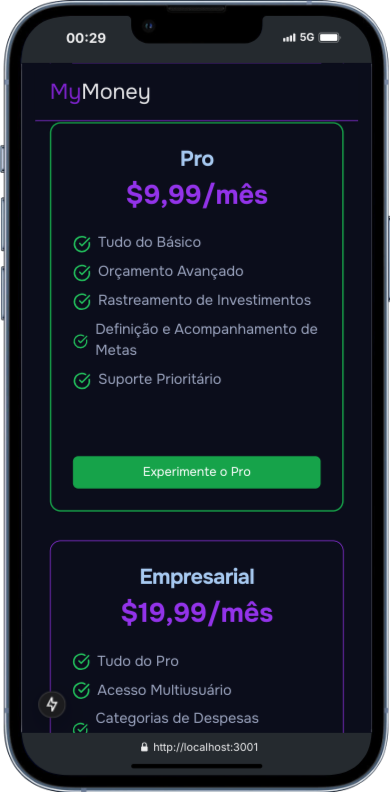 00:29
5G
MyMoney
Pro
$9,99/mês
Tudo do Básico
Orçamento Avançado
Rastreamento de Investimentos
Definição e Acompanhamento de
Metas
Suporte Prioritário
Experimente o Pro
Empresarial
$19,99/mês
Tudo do Pro
Acesso Multiusuário
Categorias de Despesas
http://localhost:3001